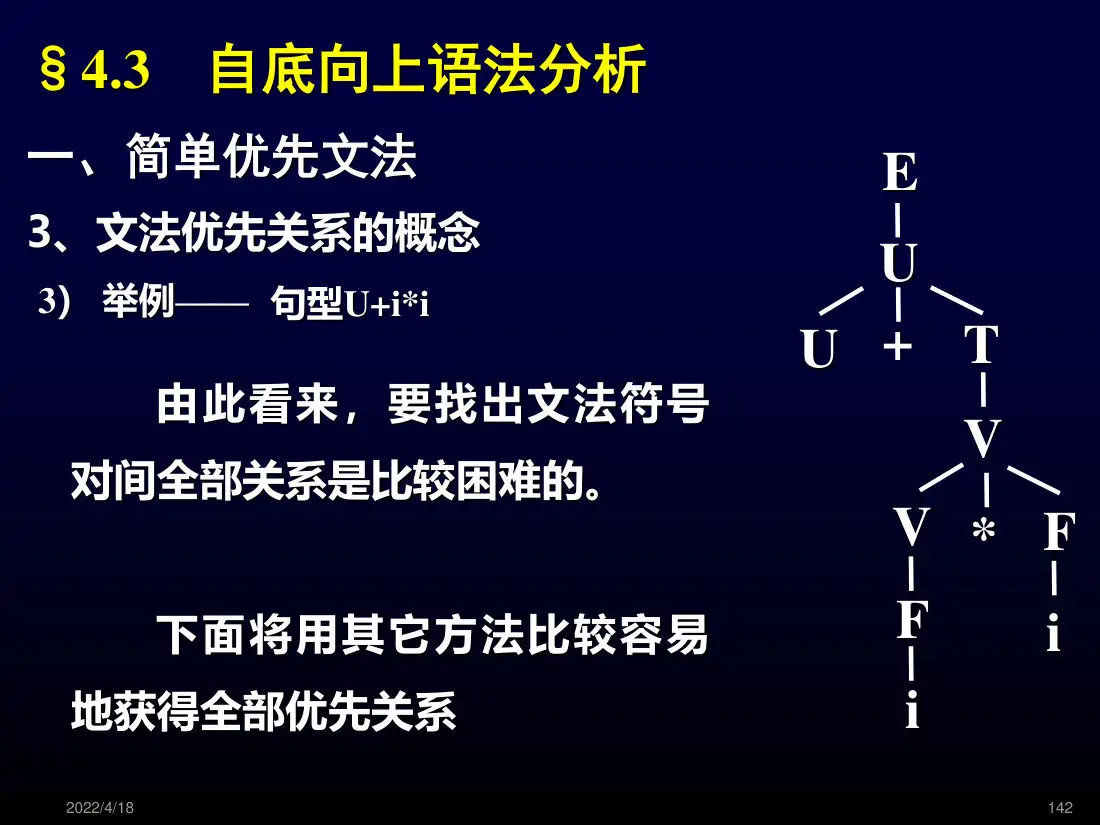 §4.3 自底向上语法分析
一、简单优先文法
3、文法优先关系的概念
3） 举例—— 句型U+i*i
由此看来，要找出文法符号
对间全部关系是比较困难的。
下面将用其它方法比较容易
地获得全部优先关系
E
U
U + T
V
V * F
F i
i
2022/4/18
142